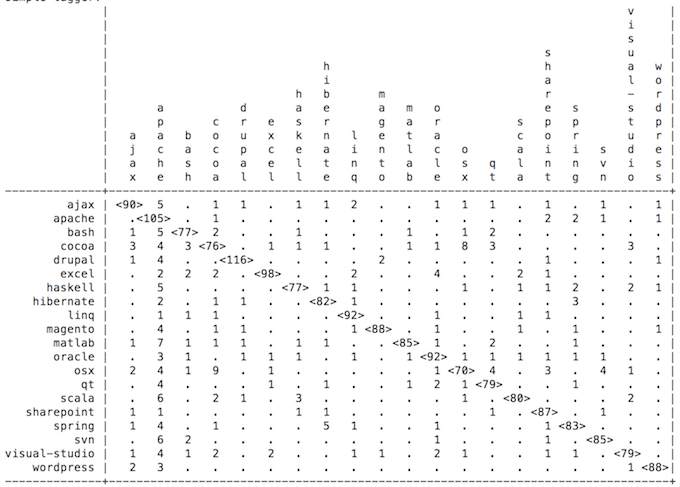 ajax
apache
bash
cocoa
drupal
excel
haskell
hibernate
linq
magento
matlab
oracle
osx
qt
scala
sharepoint
spring
svn
visual-studio
wordpress
ajax | <90> 5 . 1 1 . 1 1 2 . . 1 1 1 . 1 . 1 . 1 |
apache | .<105> . 1 . . . . . . . . . . . 2 2 1 . 1 |
bash | 1 5 <77> 2 . . 1 . . . 1 . 1 2 . . . . . . |
cocoa | 3 4 3 <76> . 1 1 1 . . 1 1 8 3 . . . . 3 . |
drupal | 1 4 . .<116> . . . . 2 . . . . . 1 . . . 1 |
excel | . 2 2 2 . <98> . . 2 . . 4 . . 2 1 . . . . |
haskell | . 5 . . . . <77> 1 1 . . . 1 . 1 1 2 . 2 1 |
hibernate | . 2 . 1 1 . . <82> 1 . . . . . . . 3 . . . |
linq | . 1 1 1 . . . . <92> . . 1 . . 1 1 . . . . |
magento | . 4 . 1 1 . . . 1 <88> . 1 . . . 1 1 . . 1 |
matlab | 1 7 1 1 1 . 1 1 . . <85> . 1 2 . . 1 . . . |
oracle | . 3 1 . 1 1 1 . 1 . 1 <92> 1 1 1 1 1 1 . . |
osx | 2 4 1 9 . 1 . . . . . 1 <70> 4 . 3 . 4 1 . |
qt | . 4 . . . 1 . 1 . . 1 2 1 <79> . . 1 . . . |
scala | . 6 . 2 1 . 3 . . . . . 1 . <80> . . . 2 . |
sharepoint | 1 1 . . . . 1 1 . . . . . 1 . <87> . 1 . . |
spring | 1 4 . 1 . . . 5 1 . . 1 . . . 1 <83> . . . |
svn | . 6 2 . . . . . . . . 1 . . . . 1 <85> . . |
visual-studio | 1 4 1 2 . 2 . . 1 1 . 2 1 . . 1 1 . <79> . |
wordpress | 2 3 . . . . . . . . . . . . . . . . 1 <88> |